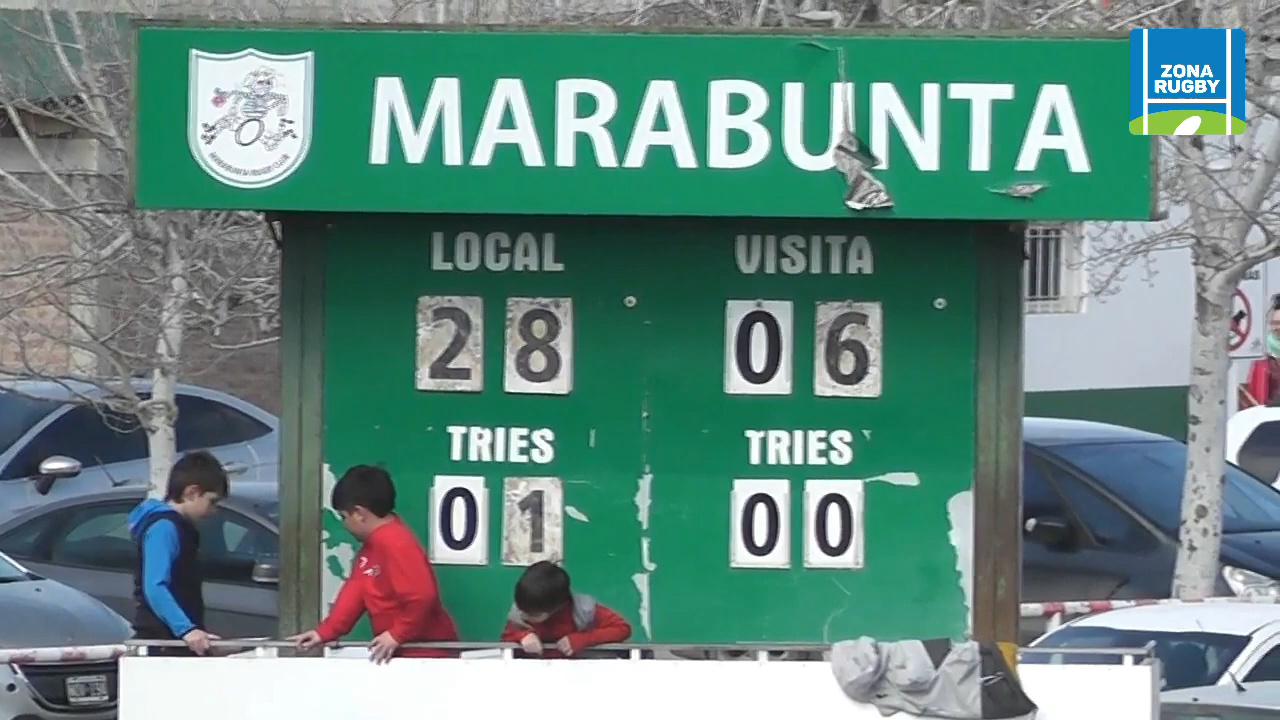 MARABUNTA
ZONA
RUGBY
LOCAL VISITA
28 06
TRIES TRIES
01 00